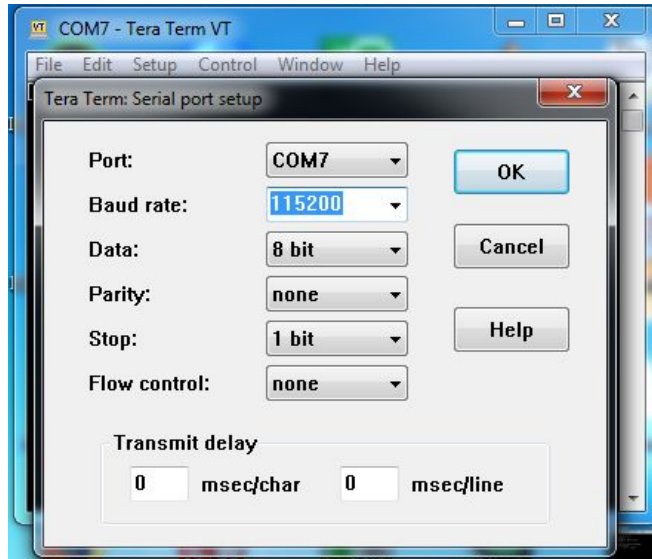 COM7 - Tera Term VT
File Edit Setup Control Window Help
Tera Term: Serial port setup
Port: COM7
OK
Baud rate: 115200
Data: 8 bit
Cancel
Parity: none
Stop: 1 bit
Help
Flow control: none
Transmit delay
0 msec/char 0 msec/line